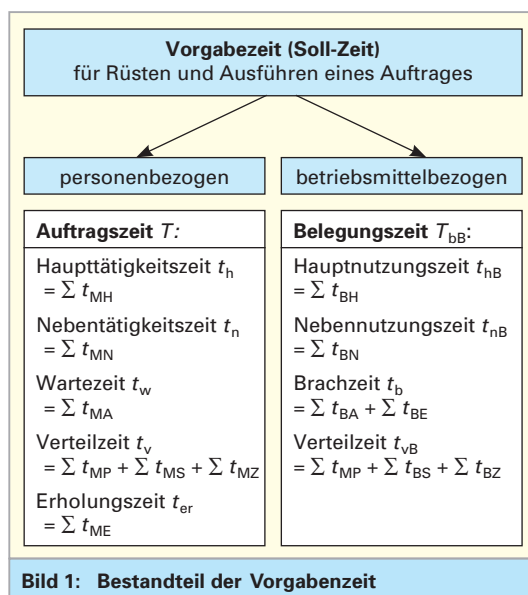 Vorgabezeit (Soll-Zeit)
für Rüsten und Ausführen eines Auftrages
personenbezogen
betriebsmittelbezogen
Auftragszeit T:
Haupttätigkeitszeit t_h
= Σ t_MH
Nebentätigkeitszeit t_n
= Σ t_MN
Wartezeit t_w
= Σ t_MA
Verteilzeit t_v
= Σ t_MP + Σ t_MS + Σ t_MZ
Erholungszeit t_er
= Σ t_ME
Belegungszeit T_bB:
Hauptnutzungszeit t_hB
= Σ t_BH
Nebennutzungszeit t_nB
= Σ t_BN
Brachzeit t_b
= Σ t_BA + Σ t_BE
Verteilzeit t_vB
= Σ t_MP + Σ t_BS + Σ t_BZ
Bild 1: Bestandteil der Vorgabenzeit